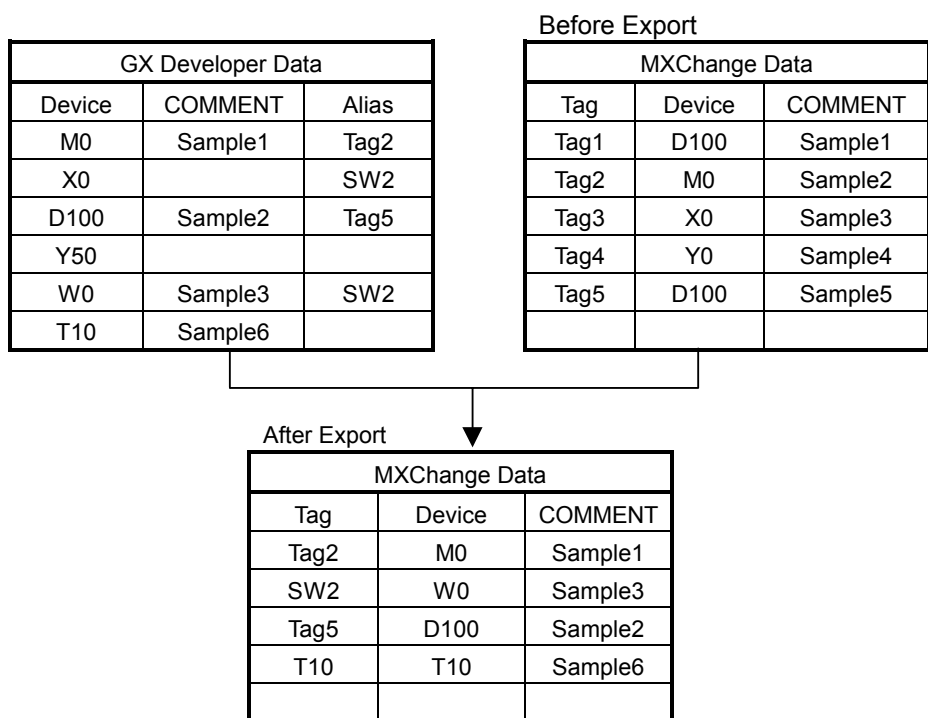 Before Export
GX Developer Data
Device COMMENT Alias
M0 Sample1 Tag2
X0 SW2
D100 Sample2 Tag5
Y50
W0 Sample3 SW2
T10 Sample6
MXChange Data
Tag Device COMMENT
Tag1 D100 Sample1
Tag2 M0 Sample2
Tag3 X0 Sample3
Tag4 Y0 Sample4
Tag5 D100 Sample5
After Export
MXChange Data
Tag Device COMMENT
Tag2 M0 Sample1
SW2 W0 Sample3
Tag5 D100 Sample2
T10 T10 Sample6